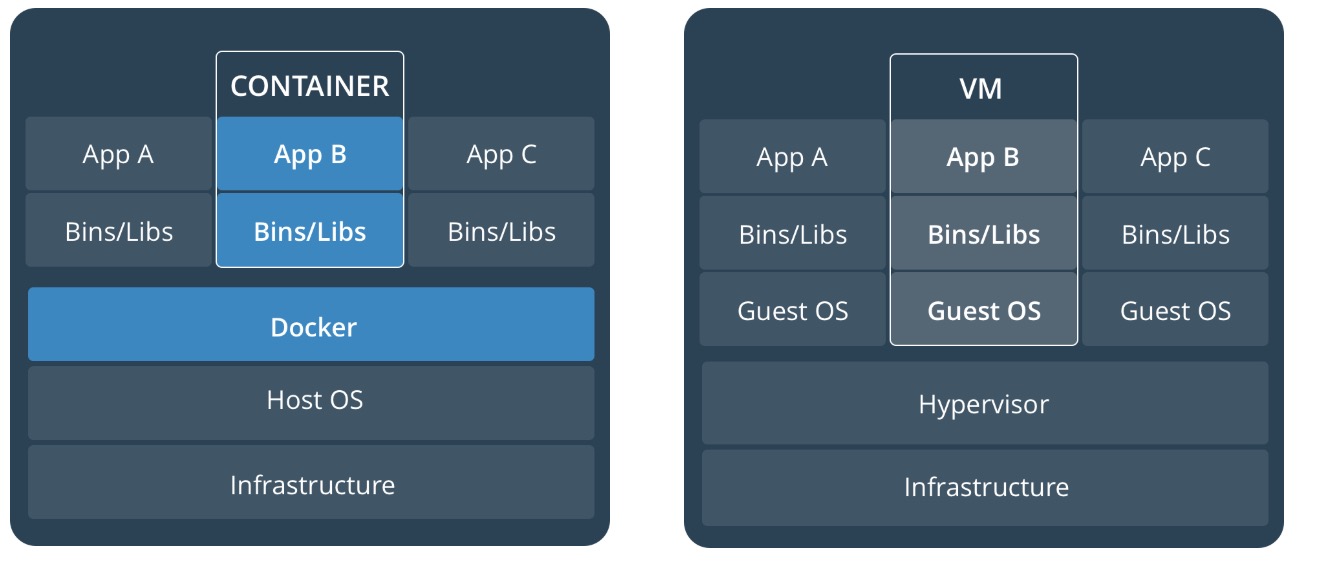 CONTAINER
App A App B App C
Bins/Libs Bins/Libs Bins/Libs
Docker
Host OS
Infrastructure
VM
App A App B App C
Bins/Libs Bins/Libs Bins/Libs
Guest OS Guest OS Guest OS
Hypervisor
Infrastructure